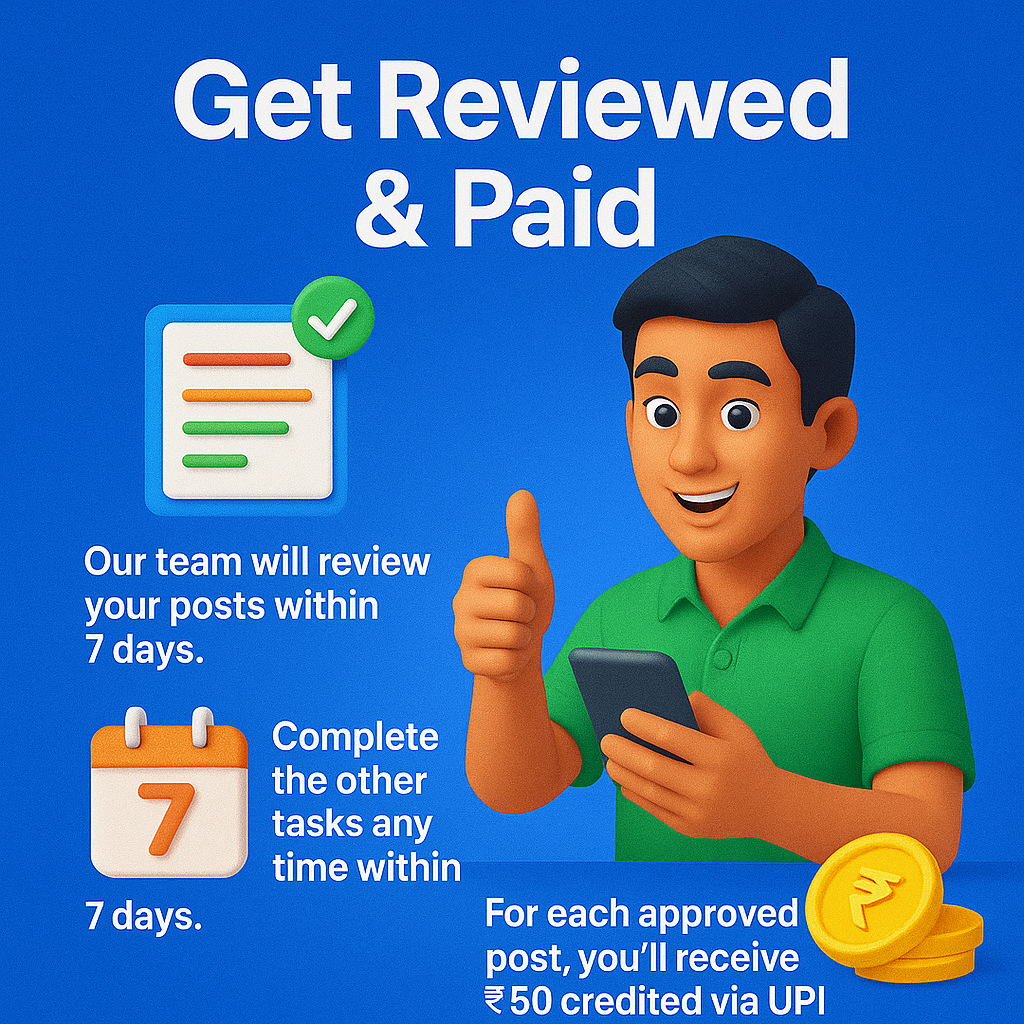 Get Reviewed
& Paid
Our team will review
your posts within
7 days.
7
Complete
the other
tasks any
time within
7 days.
₹
For each approved
post, you’ll receive
₹50 credited via UPI